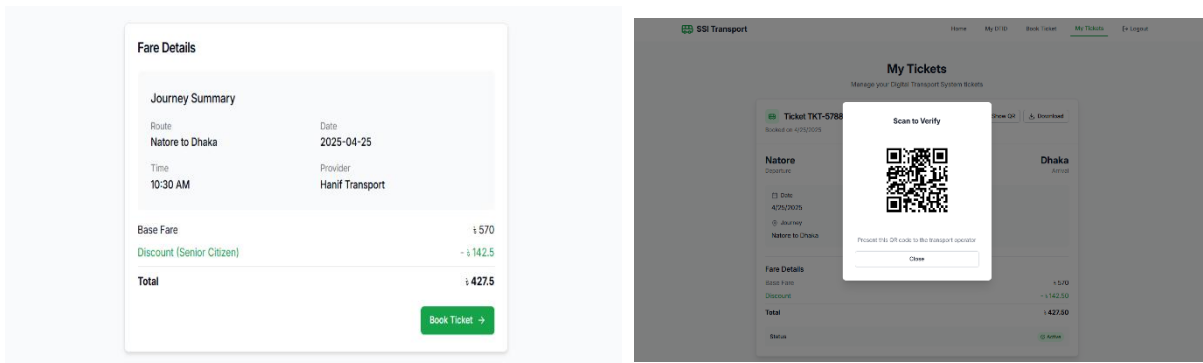 Fare Details
Journey Summary
Route Date
Natore to Dhaka 2025-04-25
Time Provider
10:30 AM Hanif Transport
Base Fare ৳ 570
Discount (Senior Citizen) - ৳ 142.5
Total ৳ 427.5
Book Ticket →
SSI Transport Home My Book Ticket My Tickets Logout
My Tickets
Manage your Digital Transport System tickets
Ticket TKT-5788 Show QR Download
Booked on 4/25/2025
Scan to Verify
Natore Dhaka
Departure Arrival
Date
4/25/2025
Journey
Natore to Dhaka
Present this QR code to the transport operator
Close
Fare Details
Base Fare ৳ 570
Discount - ৳ 142.50
Total ৳ 427.50
Status Active